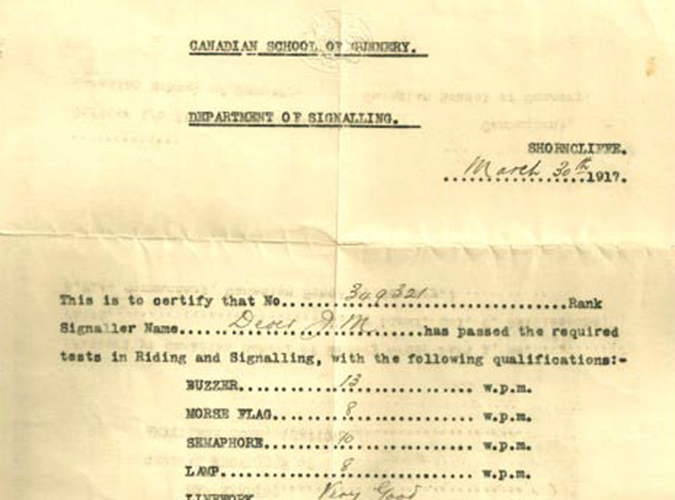 CANADIAN SCHOOL OF GUNNERY.
DEPARTMENT OF SIGNALLING.
SHORNCLIFFE.
March 30th 1917.
This is to certify that No. 349321 Rank
Signaller Name J. M. has passed the required
tests in Riding and Signalling, with the following qualifications:-
BUZZER 13 w.p.m.
MORSE FLAG 8 w.p.m.
SEMAPHORE 10 w.p.m.
LAMP 8 w.p.m.
LINEWORK Very Good